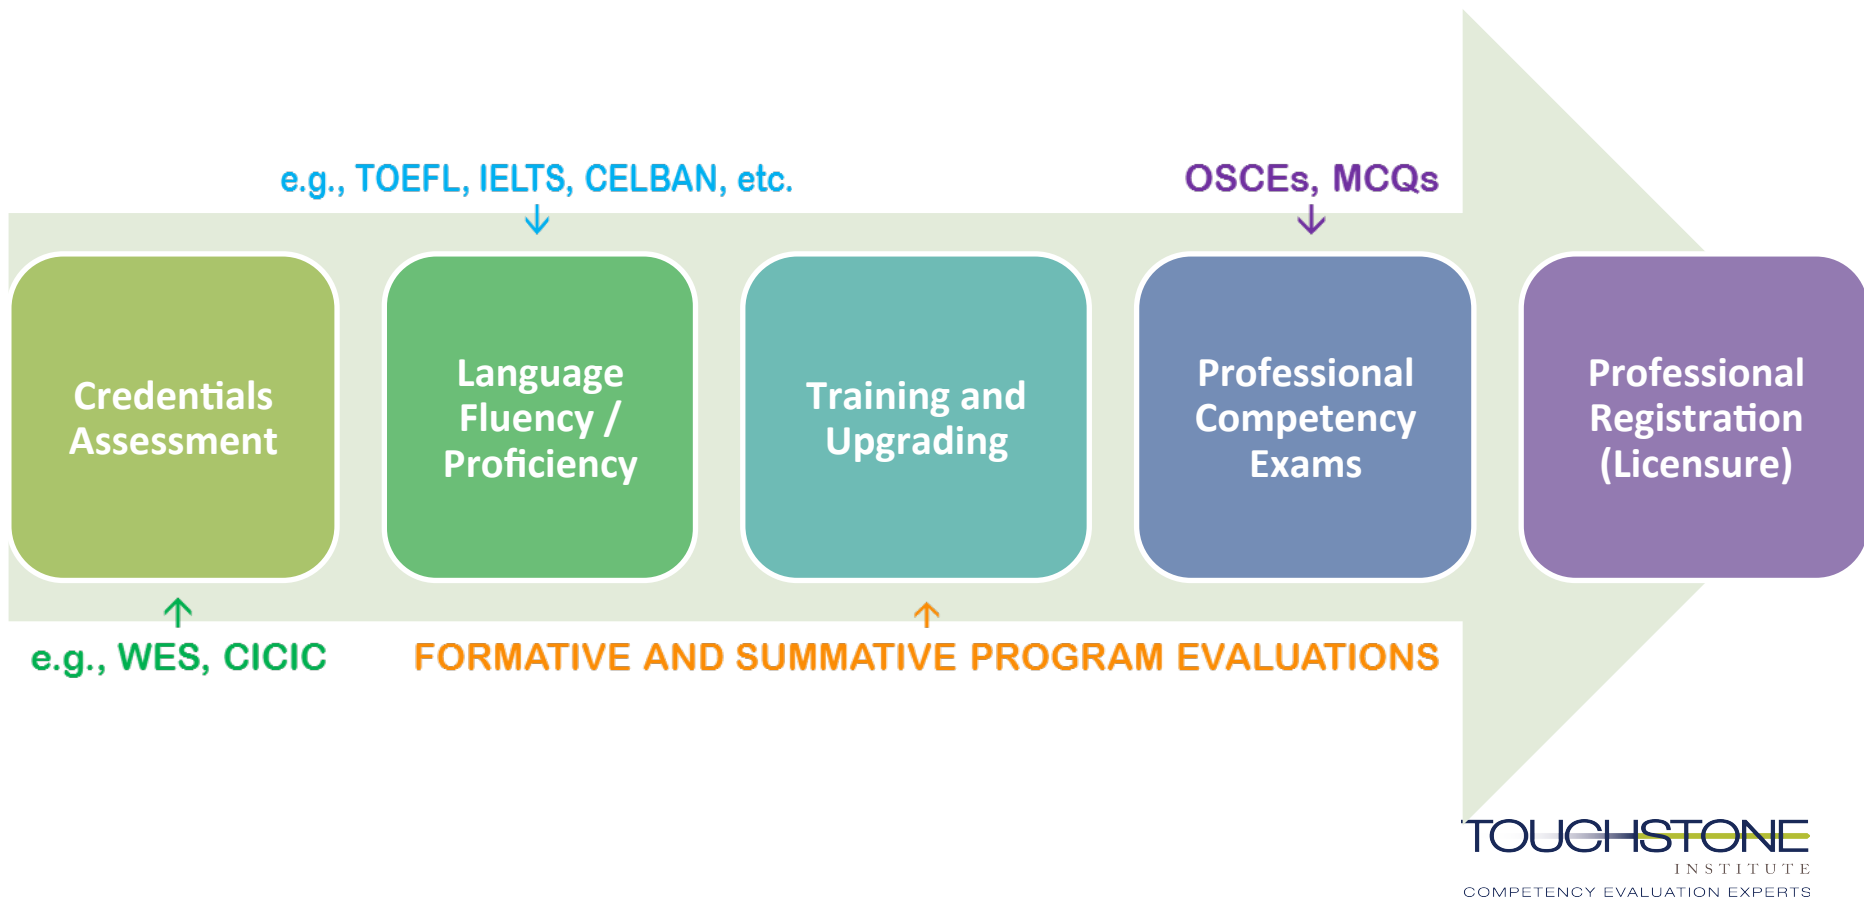 e.g., TOEFL, IELTS, CELBAN, etc.
OSCEs, MCQs
Credentials
Assessment
Language
Fluency /
Proficiency
Training and
Upgrading
Professional
Competency
Exams
Professional
Registration
(Licensure)
e.g., WES, CICIC
FORMATIVE AND SUMMATIVE PROGRAM EVALUATIONS
TOUCHSTONE
INSTITUTE
COMPETENCY EVALUATION EXPERTS